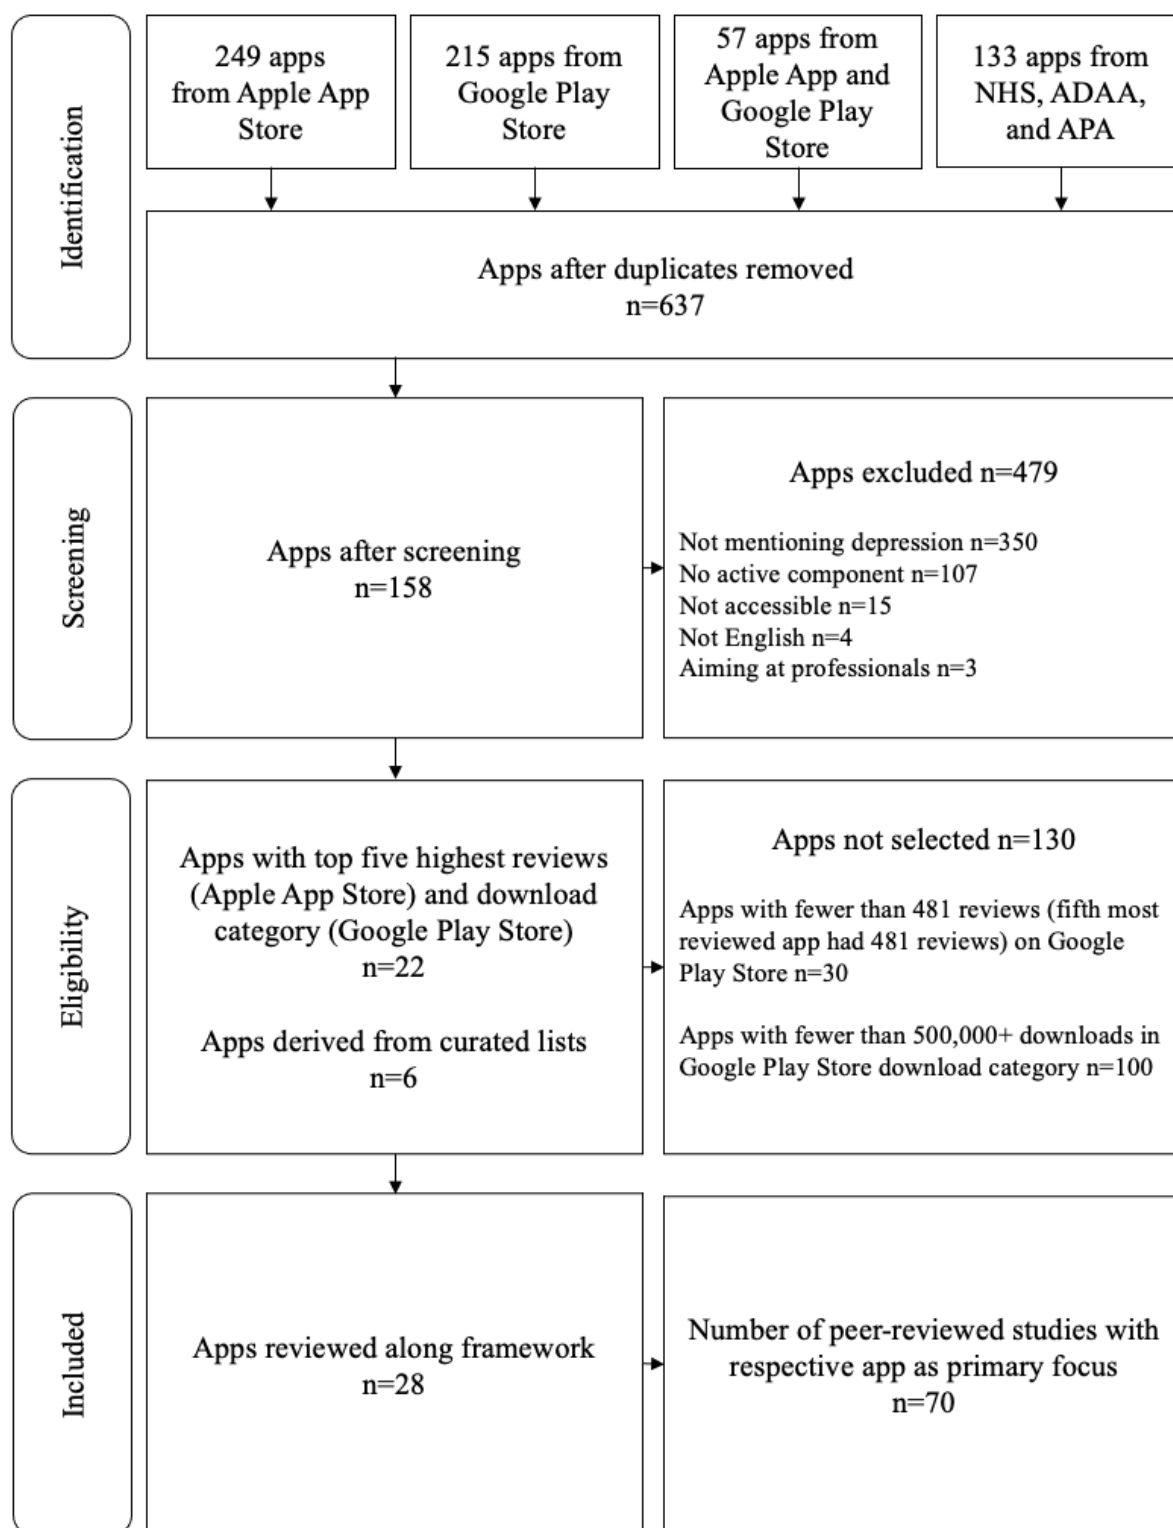 Identification
249 apps
from Apple App
Store
215 apps from
Google Play
Store
57 apps from
Apple App and
Google Play
Store
133 apps from
NHS, ADAA,
and APA
Apps after duplicates removed
n=637
Screening
Apps after screening
n=158
Apps excluded n=479
Not mentioning depression n=350
No active component n=107
Not accessible n=15
Not English n=4
Aiming at professionals n=3
Eligibility
Apps with top five highest reviews
(Apple App Store) and download
category (Google Play Store)
n=22
Apps derived from curated lists
n=6
Apps not selected n=130
Apps with fewer than 481 reviews (fifth most
reviewed app had 481 reviews) on Google
Play Store n=30
Apps with fewer than 500,000+ downloads in
Google Play Store download category n=100
Included
Apps reviewed along framework
n=28
Number of peer-reviewed studies with
respective app as primary focus
n=70